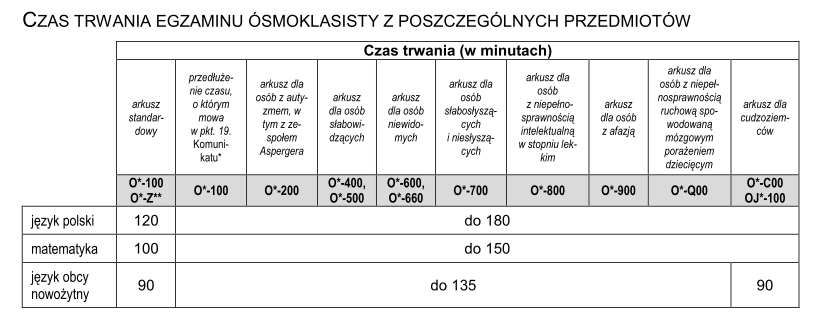 CZAS TRWANIA EGZAMINU ÓSMOKLASISTY Z POSZCZEGÓLNYCH PRZEDMIOTÓW
Czas trwania (w minutach)
arkusz
standar-
dowy
przedłuże-
nie czasu,
o którym
mowa
w pkt. 19.
Komuni-
katu*
arkusz dla
osób z auty-
zmem, w
tym z ze-
społem
Aspergera
arkusz
dla osób
słabowi-
dzących
arkusz
dla osób
niewido-
mych
arkusz dla
osób
słabosłyszą-
cych
i niesłyszą-
cych
arkusz dla
osób
z niepełno-
sprawnością
intelektualną
w stopniu lek-
kim
arkusz
dla osób
z afazją
arkusz dla
osób z niepeł-
nosprawnością
ruchową spo-
wodowaną
mózgowym
porażeniem
dziecięcym
arkusz dla
cudzoziem-
ców
O*-100
O*-Z**
O*-100
O*-200
O*-400,
O*-500
O*-600,
O*-660
O*-700
O*-800
O*-900
O*-Q00
O*-C00
OJ*-100
język polski 120 do 180
matematyka 100 do 150
język obcy
nowożytny 90 do 135 90